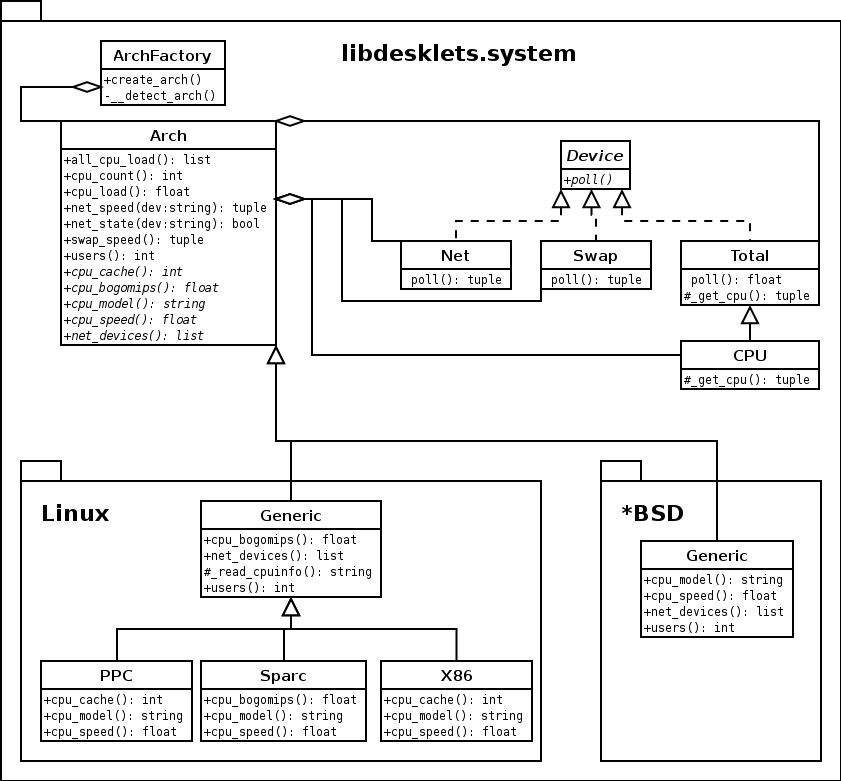 libdesklets.system
ArchFactory
+create_arch()
-__detect_arch()
Arch
+all_cpu_load(): list
+cpu_count(): int
+cpu_load(): float
+net_speed(dev:string): tuple
+net_state(dev:string): bool
+swap_speed(): tuple
+users(): int
+cpu_cache(): int
+cpu_bogomips(): float
+cpu_model(): string
+cpu_speed(): float
+net_devices(): list
Device
+poll()
Net
poll(): tuple
Swap
poll(): tuple
Total
poll(): float
#_get_cpu(): tuple
CPU
#_get_cpu(): tuple
Linux
Generic
+cpu_bogomips(): float
+net_devices(): list
#_read_cpuinfo(): string
+users(): int
PPC
+cpu_cache(): int
+cpu_model(): string
+cpu_speed(): float
Sparc
+cpu_bogomips(): float
+cpu_model(): string
+cpu_speed(): float
X86
+cpu_cache(): int
+cpu_model(): string
+cpu_speed(): float
*BSD
Generic
+cpu_model(): string
+cpu_speed(): float
+net_devices(): list
+users(): int